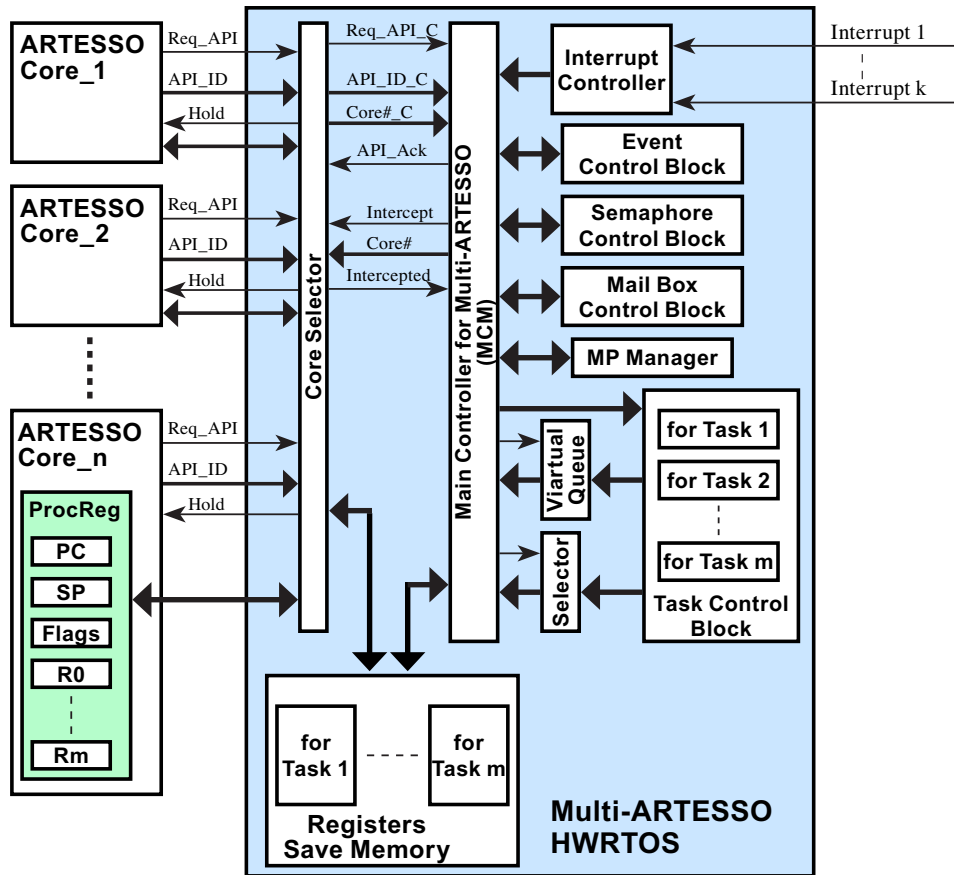 ARTESSO
Core_1
Req_API
API_ID
Hold
ARTESSO
Core_2
Req_API
API_ID
Hold
ARTESSO
Core_n
Req_API
API_ID
Hold
ProcReg
PC
SP
Flags
R0
Rm
Core Selector
Req_API_C
API_ID_C
Core#_C
API_Ack
Intercept
Core#
Intercepted
Main Controller for Multi-ARTESSO
(MCM)
Interrupt
Controller
Interrupt 1
Interrupt k
Event
Control Block
Semaphore
Control Block
Mail Box
Control Block
MP Manager
Viartual
Queue
Selector
for Task 1
for Task 2
for Task m
Task Control
Block
for
Task 1
for
Task m
Registers
Save Memory
Multi-ARTESSO
HWRTOS